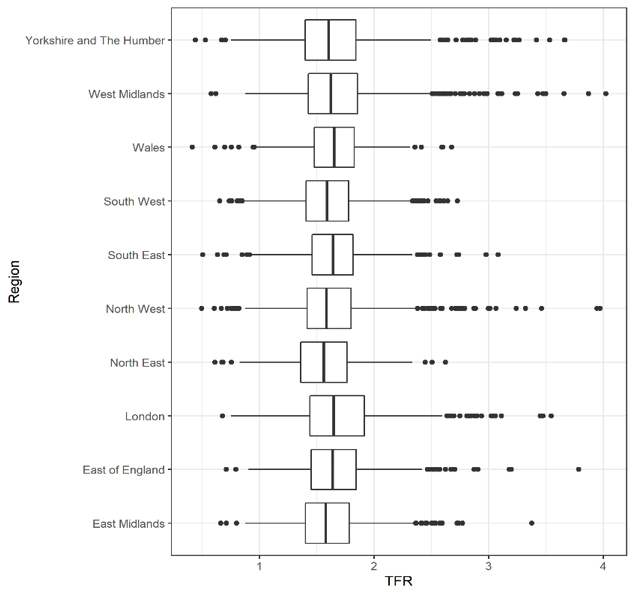 Region
Yorkshire and The Humber
West Midlands
Wales
South West
South East
North West
North East
London
East of England
East Midlands
1 2 3 4
TFR